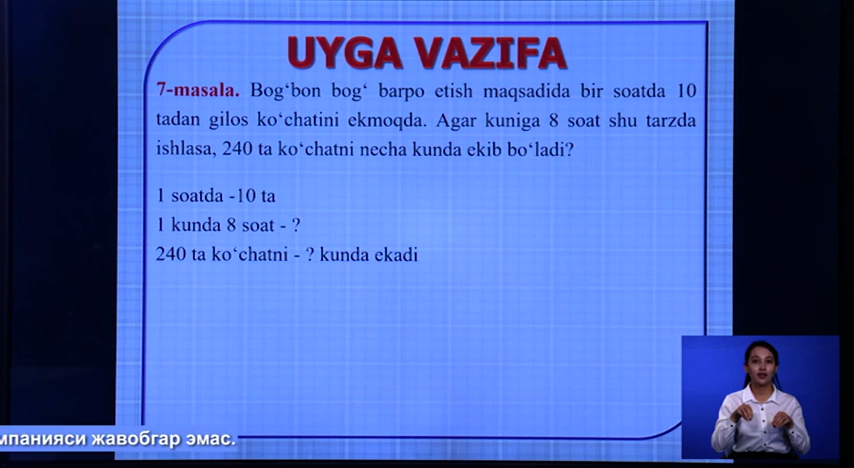 UYGA VAZIFA
7-masala. Bog‘bon bog‘ barpo etish maqsadida bir soatda 10
tadan gilos ko‘chatini ekmoqda. Agar kuniga 8 soat shu tarzda
ishlasa, 240 ta ko‘chatni necha kunda ekib bo‘ladi?
1 soatda -10 ta
1 kunda 8 soat - ?
240 ta ko‘chatni - ? kunda ekadi
мпанияси жавобгар эмас.